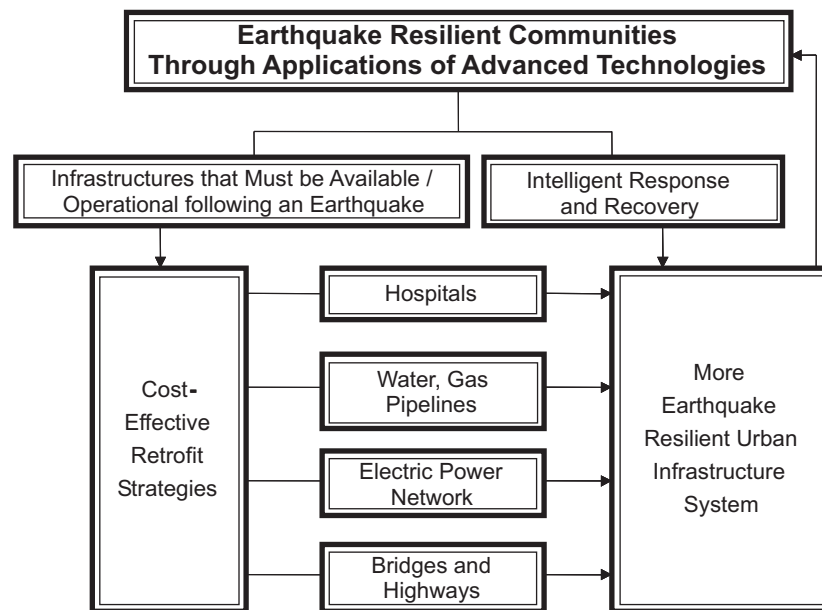 Earthquake Resilient Communities
Through Applications of Advanced Technologies
Infrastructures that Must be Available /
Operational following an Earthquake
Intelligent Response
and Recovery
Cost-
Effective
Retrofit
Strategies
Hospitals
Water, Gas
Pipelines
Electric Power
Network
Bridges and
Highways
More
Earthquake
Resilient Urban
Infrastructure
System